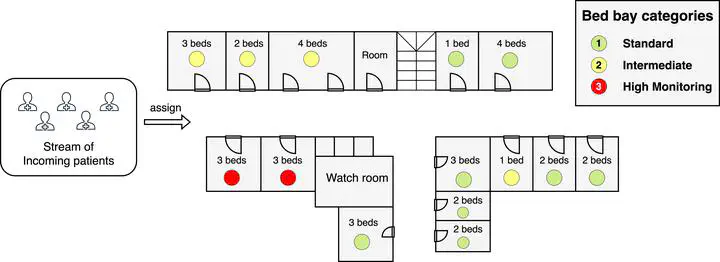 Bed bay categories
1 Standard
2 Intermediate
3 High Monitoring
3 beds
2 beds
4 beds
Room
1 bed
4 beds
assign
Stream of
Incoming patients
3 beds
3 beds
Watch room
3 beds
3 beds
1 bed
2 beds
2 beds
2 beds
2 beds